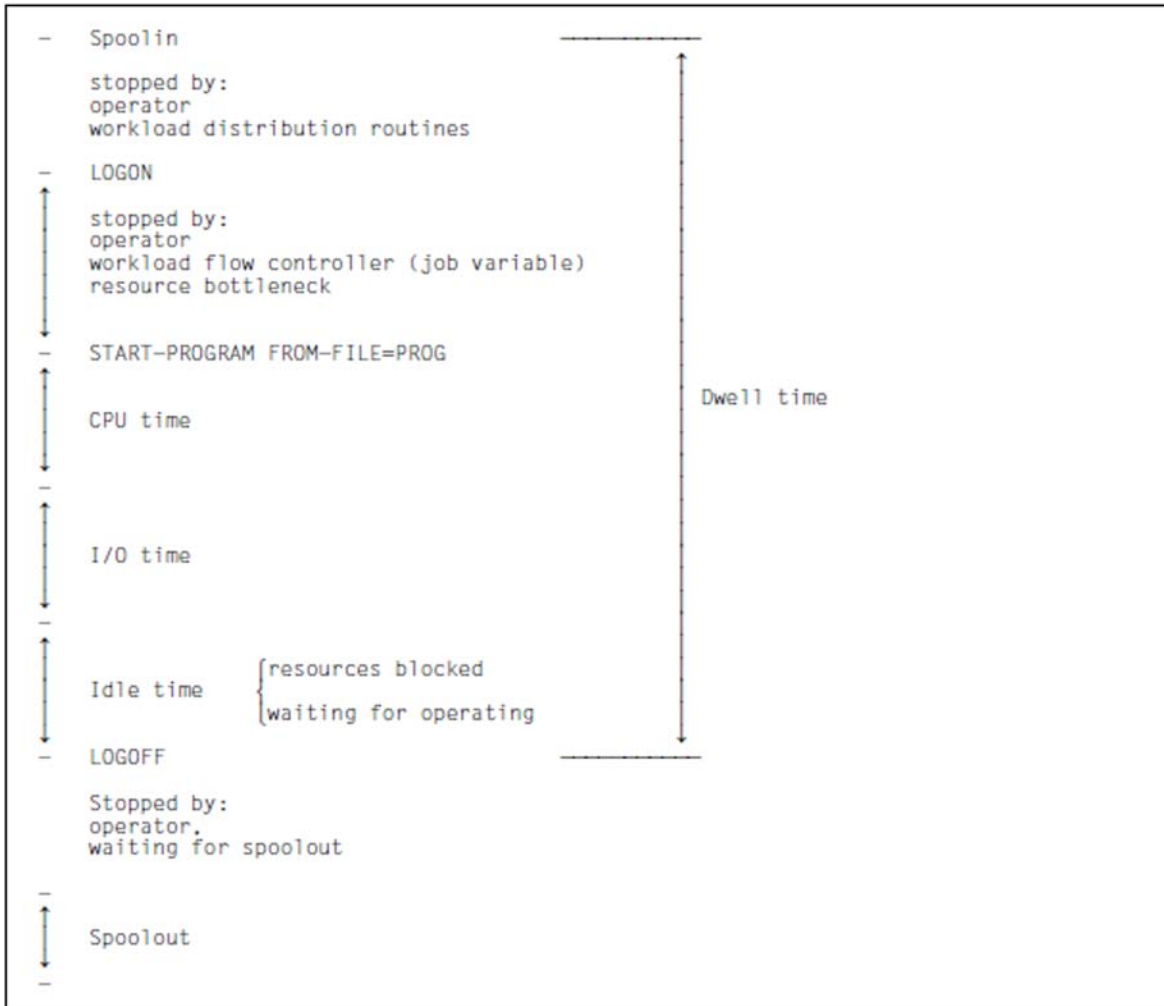 – Spoolin
stopped by:
operator
workload distribution routines
– LOGON
stopped by:
operator
workload flow controller (job variable)
resource bottleneck
– START–PROGRAM FROM–FILE=PROG
Dwell time
CPU time
–
I/O time
–
resources blocked
Idle time
waiting for operating
– LOGOFF
Stopped by:
operator.
waiting for spoolout
–
Spoolout
–